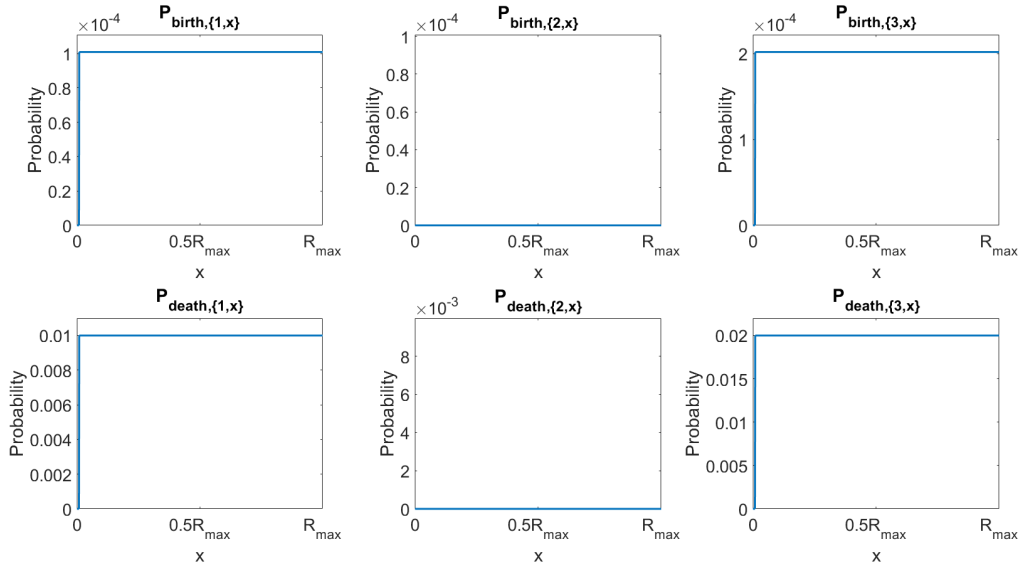 P_birth,{1,x}
×10^-4
Probability
1
0.8
0.6
0.4
0.2
0
0 0.5R_max R_max
x
P_birth,{2,x}
×10^-4
Probability
1
0.8
0.6
0.4
0.2
0
0 0.5R_max R_max
x
P_birth,{3,x}
×10^-4
Probability
2
1
0
0 0.5R_max R_max
x
P_death,{1,x}
Probability
0.01
0.008
0.006
0.004
0.002
0
0 0.5R_max R_max
x
P_death,{2,x}
×10^-3
Probability
8
6
4
2
0
0 0.5R_max R_max
x
P_death,{3,x}
Probability
0.02
0.015
0.01
0.005
0
0 0.5R_max R_max
x